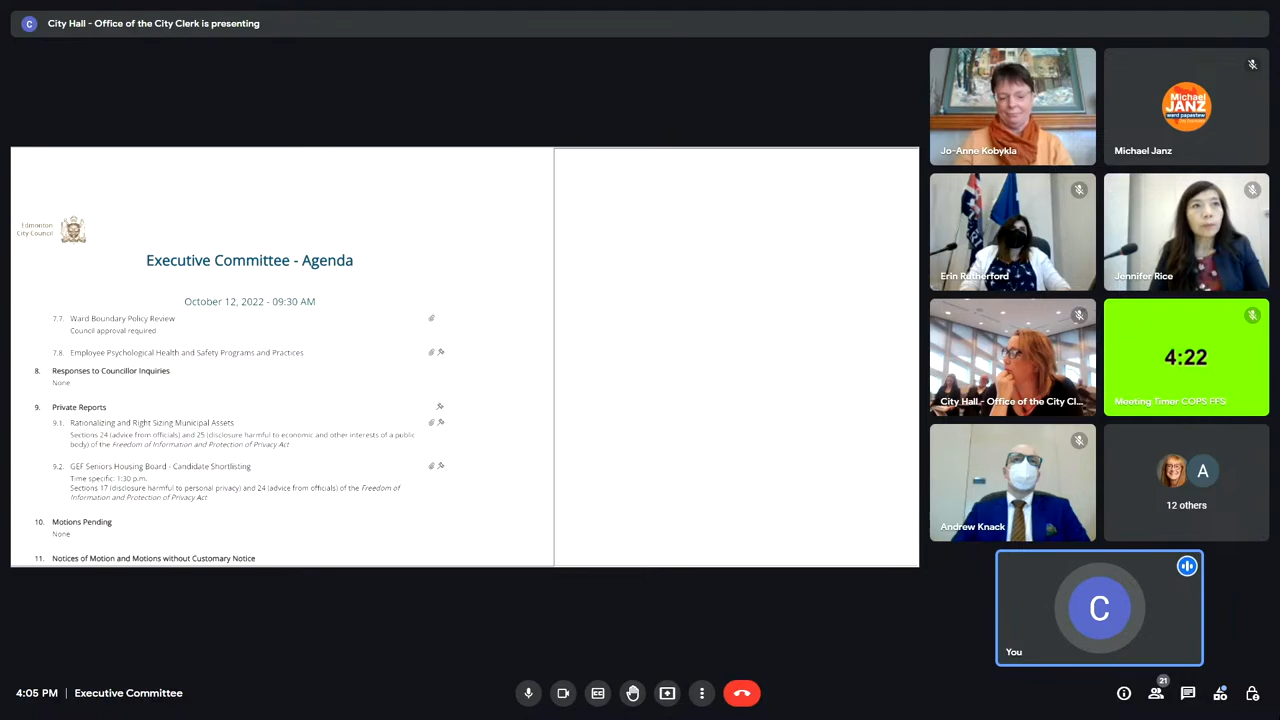 C City Hall - Office of the City Clerk is presenting
Edmonton
City Council
Executive Committee - Agenda
October 12, 2022 - 09:30 AM
7.7. Ward Boundary Policy Review
Council approval required
7.8. Employee Psychological Health and Safety Programs and Practices
8. Responses to Councillor Inquiries
None
9. Private Reports
9.1. Rationalizing and Right Sizing Municipal Assets
Sections 24 (advice from officials) and 25 (disclosure harmful to economic and other interests of a public
body) of the Freedom of Information and Protection of Privacy Act
9.2. GEF Seniors Housing Board - Candidate Shortlisting
Time specific: 1:30 p.m.
Sections 17 (disclosure harmful to personal privacy) and 24 (advice from officials) of the Freedom of
Information and Protection of Privacy Act
10. Motions Pending
None
11. Notices of Motion and Motions without Customary Notice
Jo-Anne Kobykla
Michael
JANZ
ward papastew
Michael Janz
Erin Rutherford
Jennifer Rice
City Hall - Office of the City Cl...
4:22
Meeting Timer COPS FFS
Andrew Knack
A
12 others
C
You
4:05 PM | Executive Committee
21